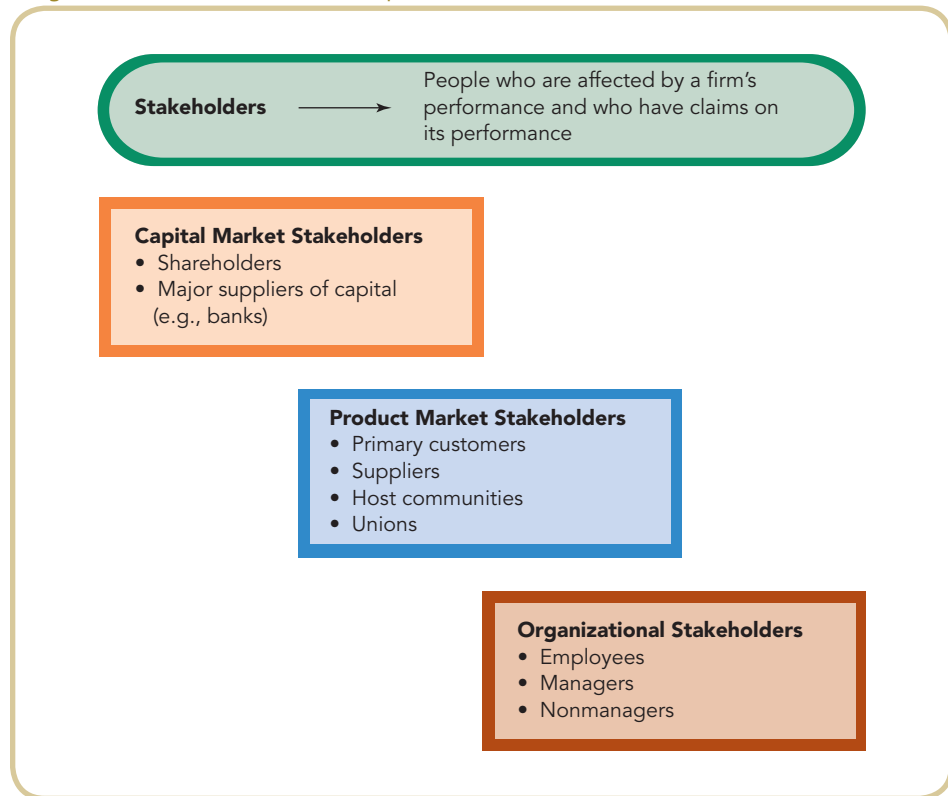 Stakeholders
People who are affected by a firm's
performance and who have claims on
its performance
Capital Market Stakeholders
• Shareholders
• Major suppliers of capital
(e.g., banks)
Product Market Stakeholders
• Primary customers
• Suppliers
• Host communities
• Unions
Organizational Stakeholders
• Employees
• Managers
• Nonmanagers